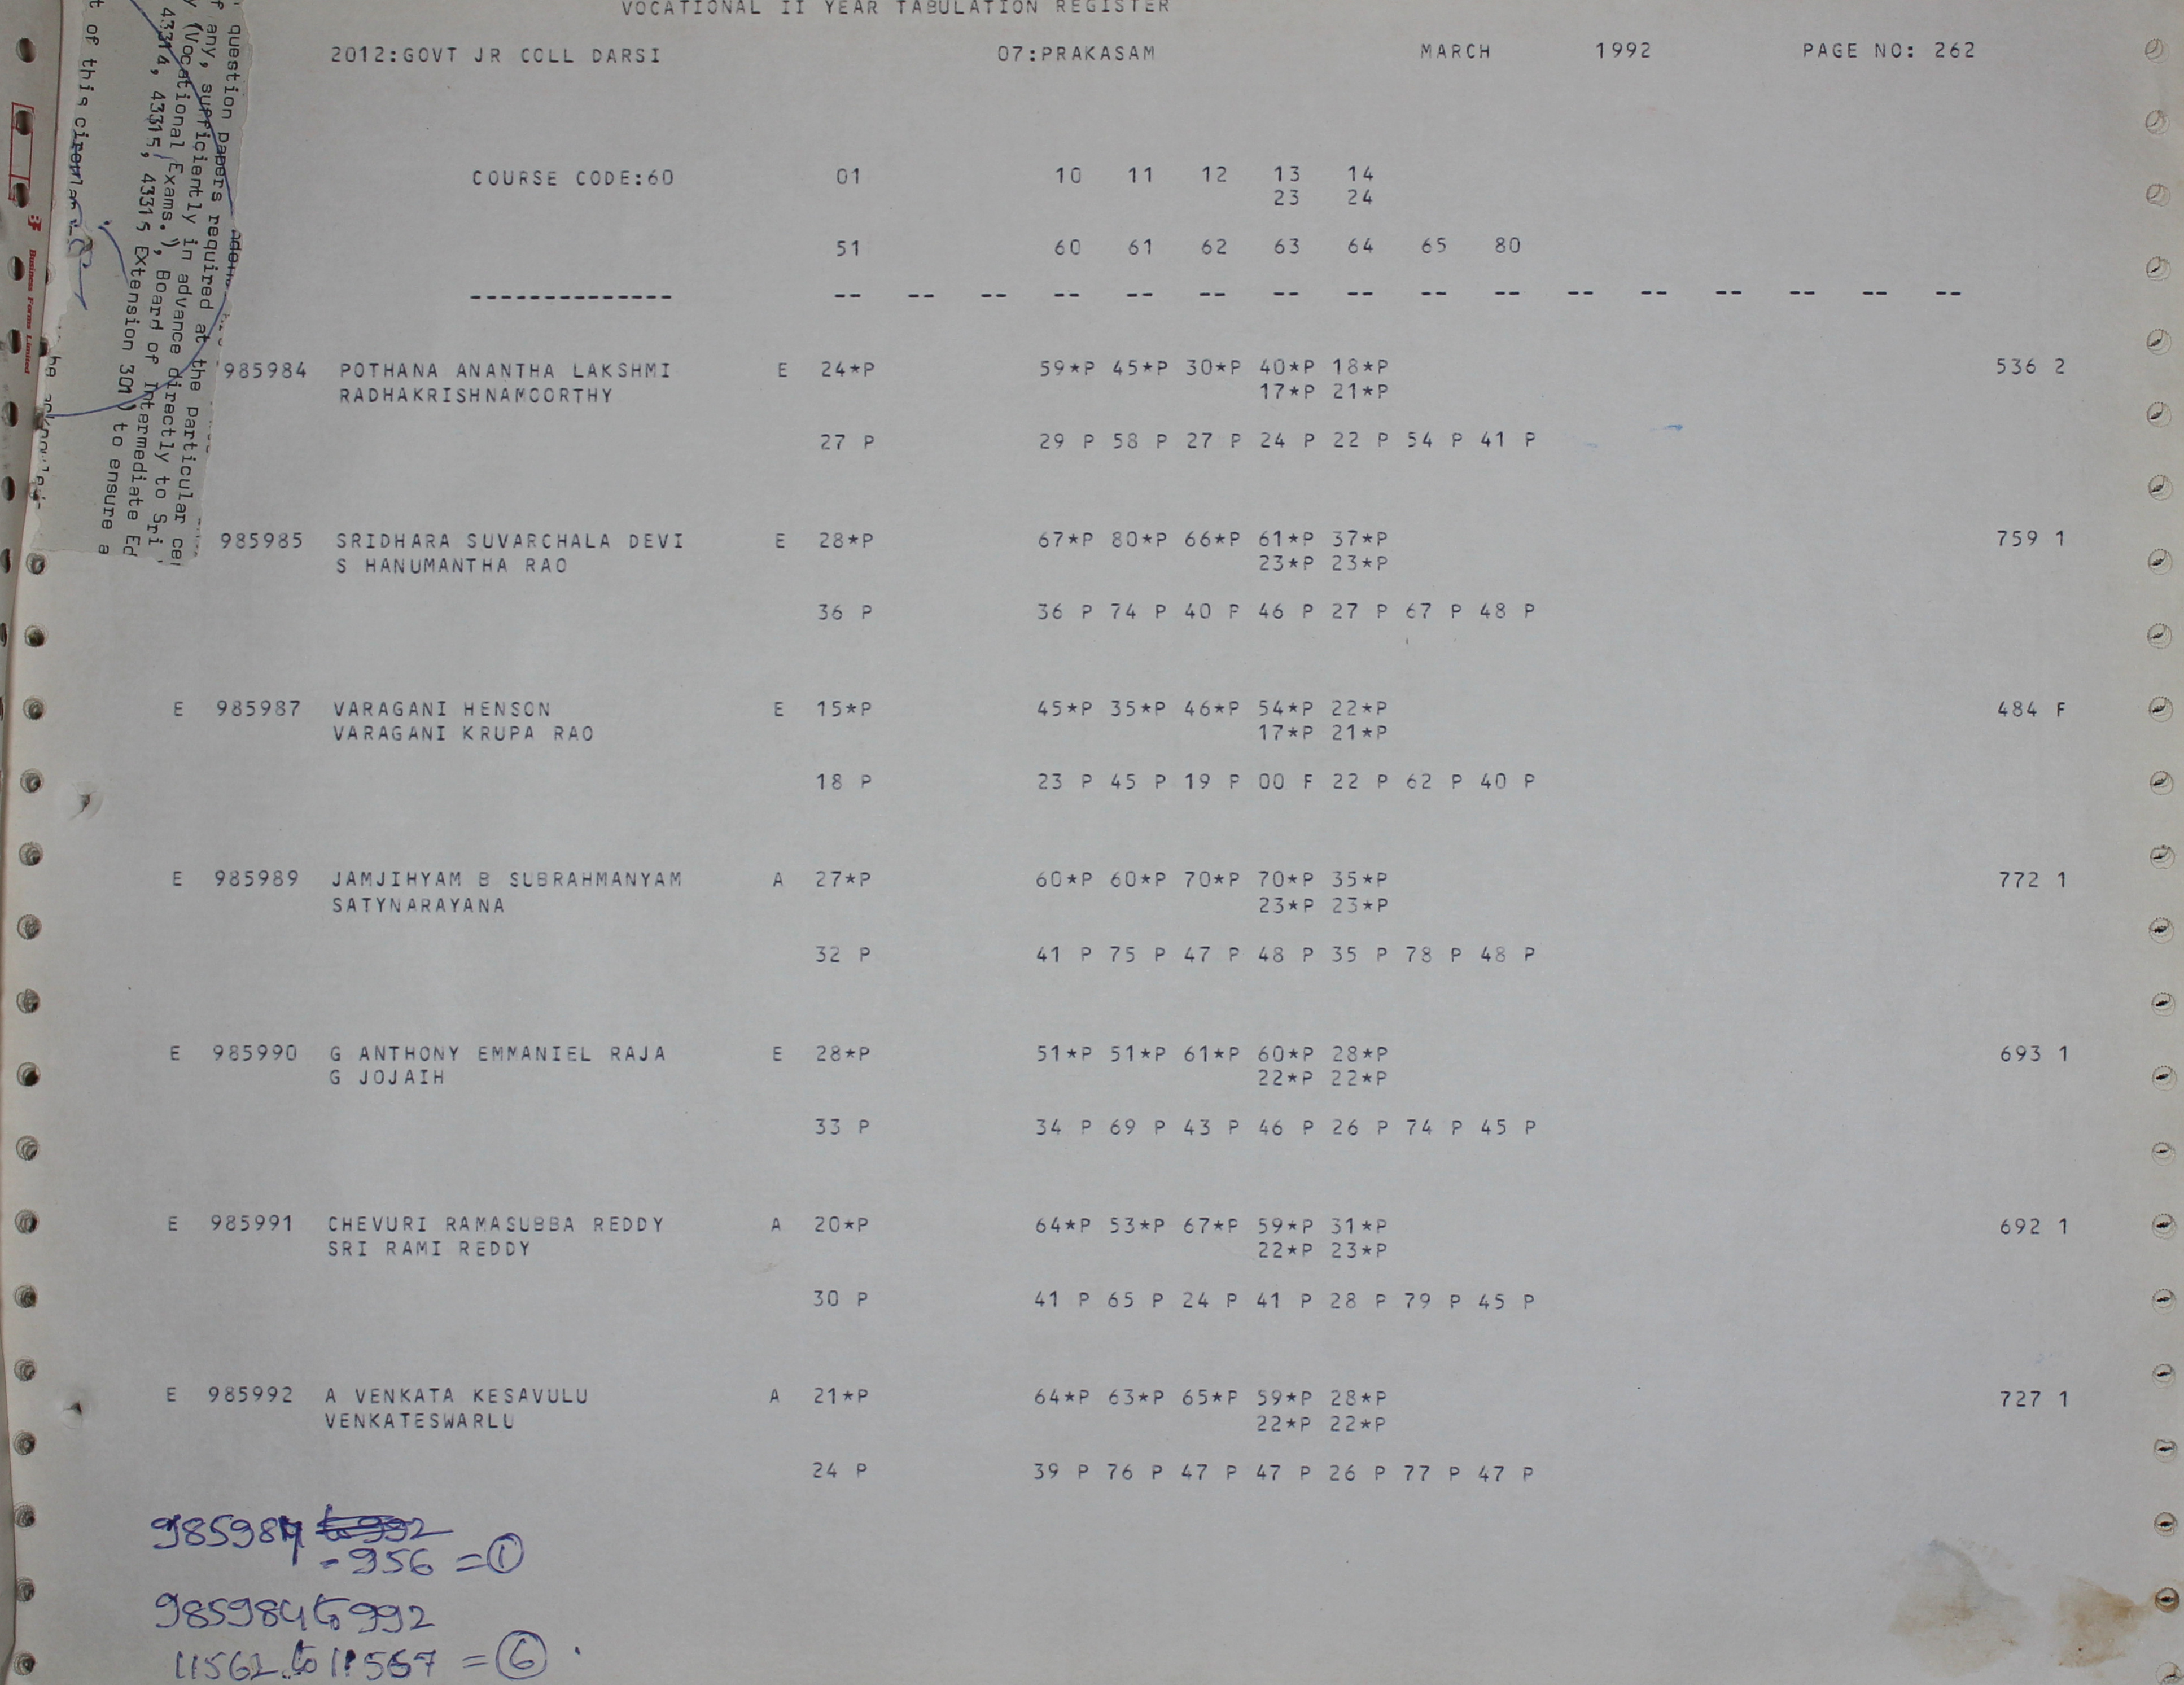 VOCATIONAL II YEAR TABULATION REGISTER
2012:GOVT JR COLL DARSI 07:PRAKASAM MARCH 1992 PAGE NO: 262
COURSE CODE:60 01 10 11 12 13 14
23 24
51 60 61 62 63 64 65 80
-------------- -- -- -- -- -- -- -- -- -- -- -- -- -- -- -- --
985984 POTHANA ANANTHA LAKSHMI E 24*P 59*P 45*P 30*P 40*P 18*P 536 2
RADHAKRISHNAMOORTHY 17*P 21*P
27 P 29 P 58 P 27 P 24 P 22 P 54 P 41 P
985985 SRIDHARA SUVARCHALA DEVI E 28*P 67*P 80*P 66*P 61*P 37*P 759 1
S HANUMANTHA RAO 23*P 23*P
36 P 36 P 74 P 40 P 46 P 27 P 67 P 48 P
E 985987 VARAGANI HENSON E 15*P 45*P 35*P 46*P 54*P 22*P 484 F
VARAGANI KRUPA RAO 17*P 21*P
18 P 23 P 45 P 19 P 00 F 22 P 62 P 40 P
E 985989 JAMJIHYAM B SUBRAHMANYAM A 27*P 60*P 60*P 70*P 70*P 35*P 772 1
SATYNARAYANA 23*P 23*P
32 P 41 P 75 P 47 P 48 P 35 P 78 P 48 P
E 985990 G ANTHONY EMMANIEL RAJA E 28*P 51*P 51*P 61*P 60*P 28*P 693 1
G JOJAIH 22*P 22*P
33 P 34 P 69 P 43 P 46 P 26 P 74 P 45 P
E 985991 CHEVURI RAMASUBBA REDDY A 20*P 64*P 53*P 67*P 59*P 31*P 692 1
SRI RAMI REDDY 22*P 23*P
30 P 41 P 65 P 24 P 41 P 28 P 79 P 45 P
E 985992 A VENKATA KESAVULU A 21*P 64*P 63*P 65*P 59*P 28*P 727 1
VENKATESWARLU 22*P 22*P
24 P 39 P 76 P 47 P 47 P 26 P 77 P 47 P
985984 to 992
- 956 = 1
985984 to 992
11562 to 11567 = 6
question papers required at the particular
any, sufficiently in advance directly to Sri
(Vocational Exams.), Board of Intermediate
43314, 43315, 43315 Extension 301) to ensure a
of this
Business Forms Limited